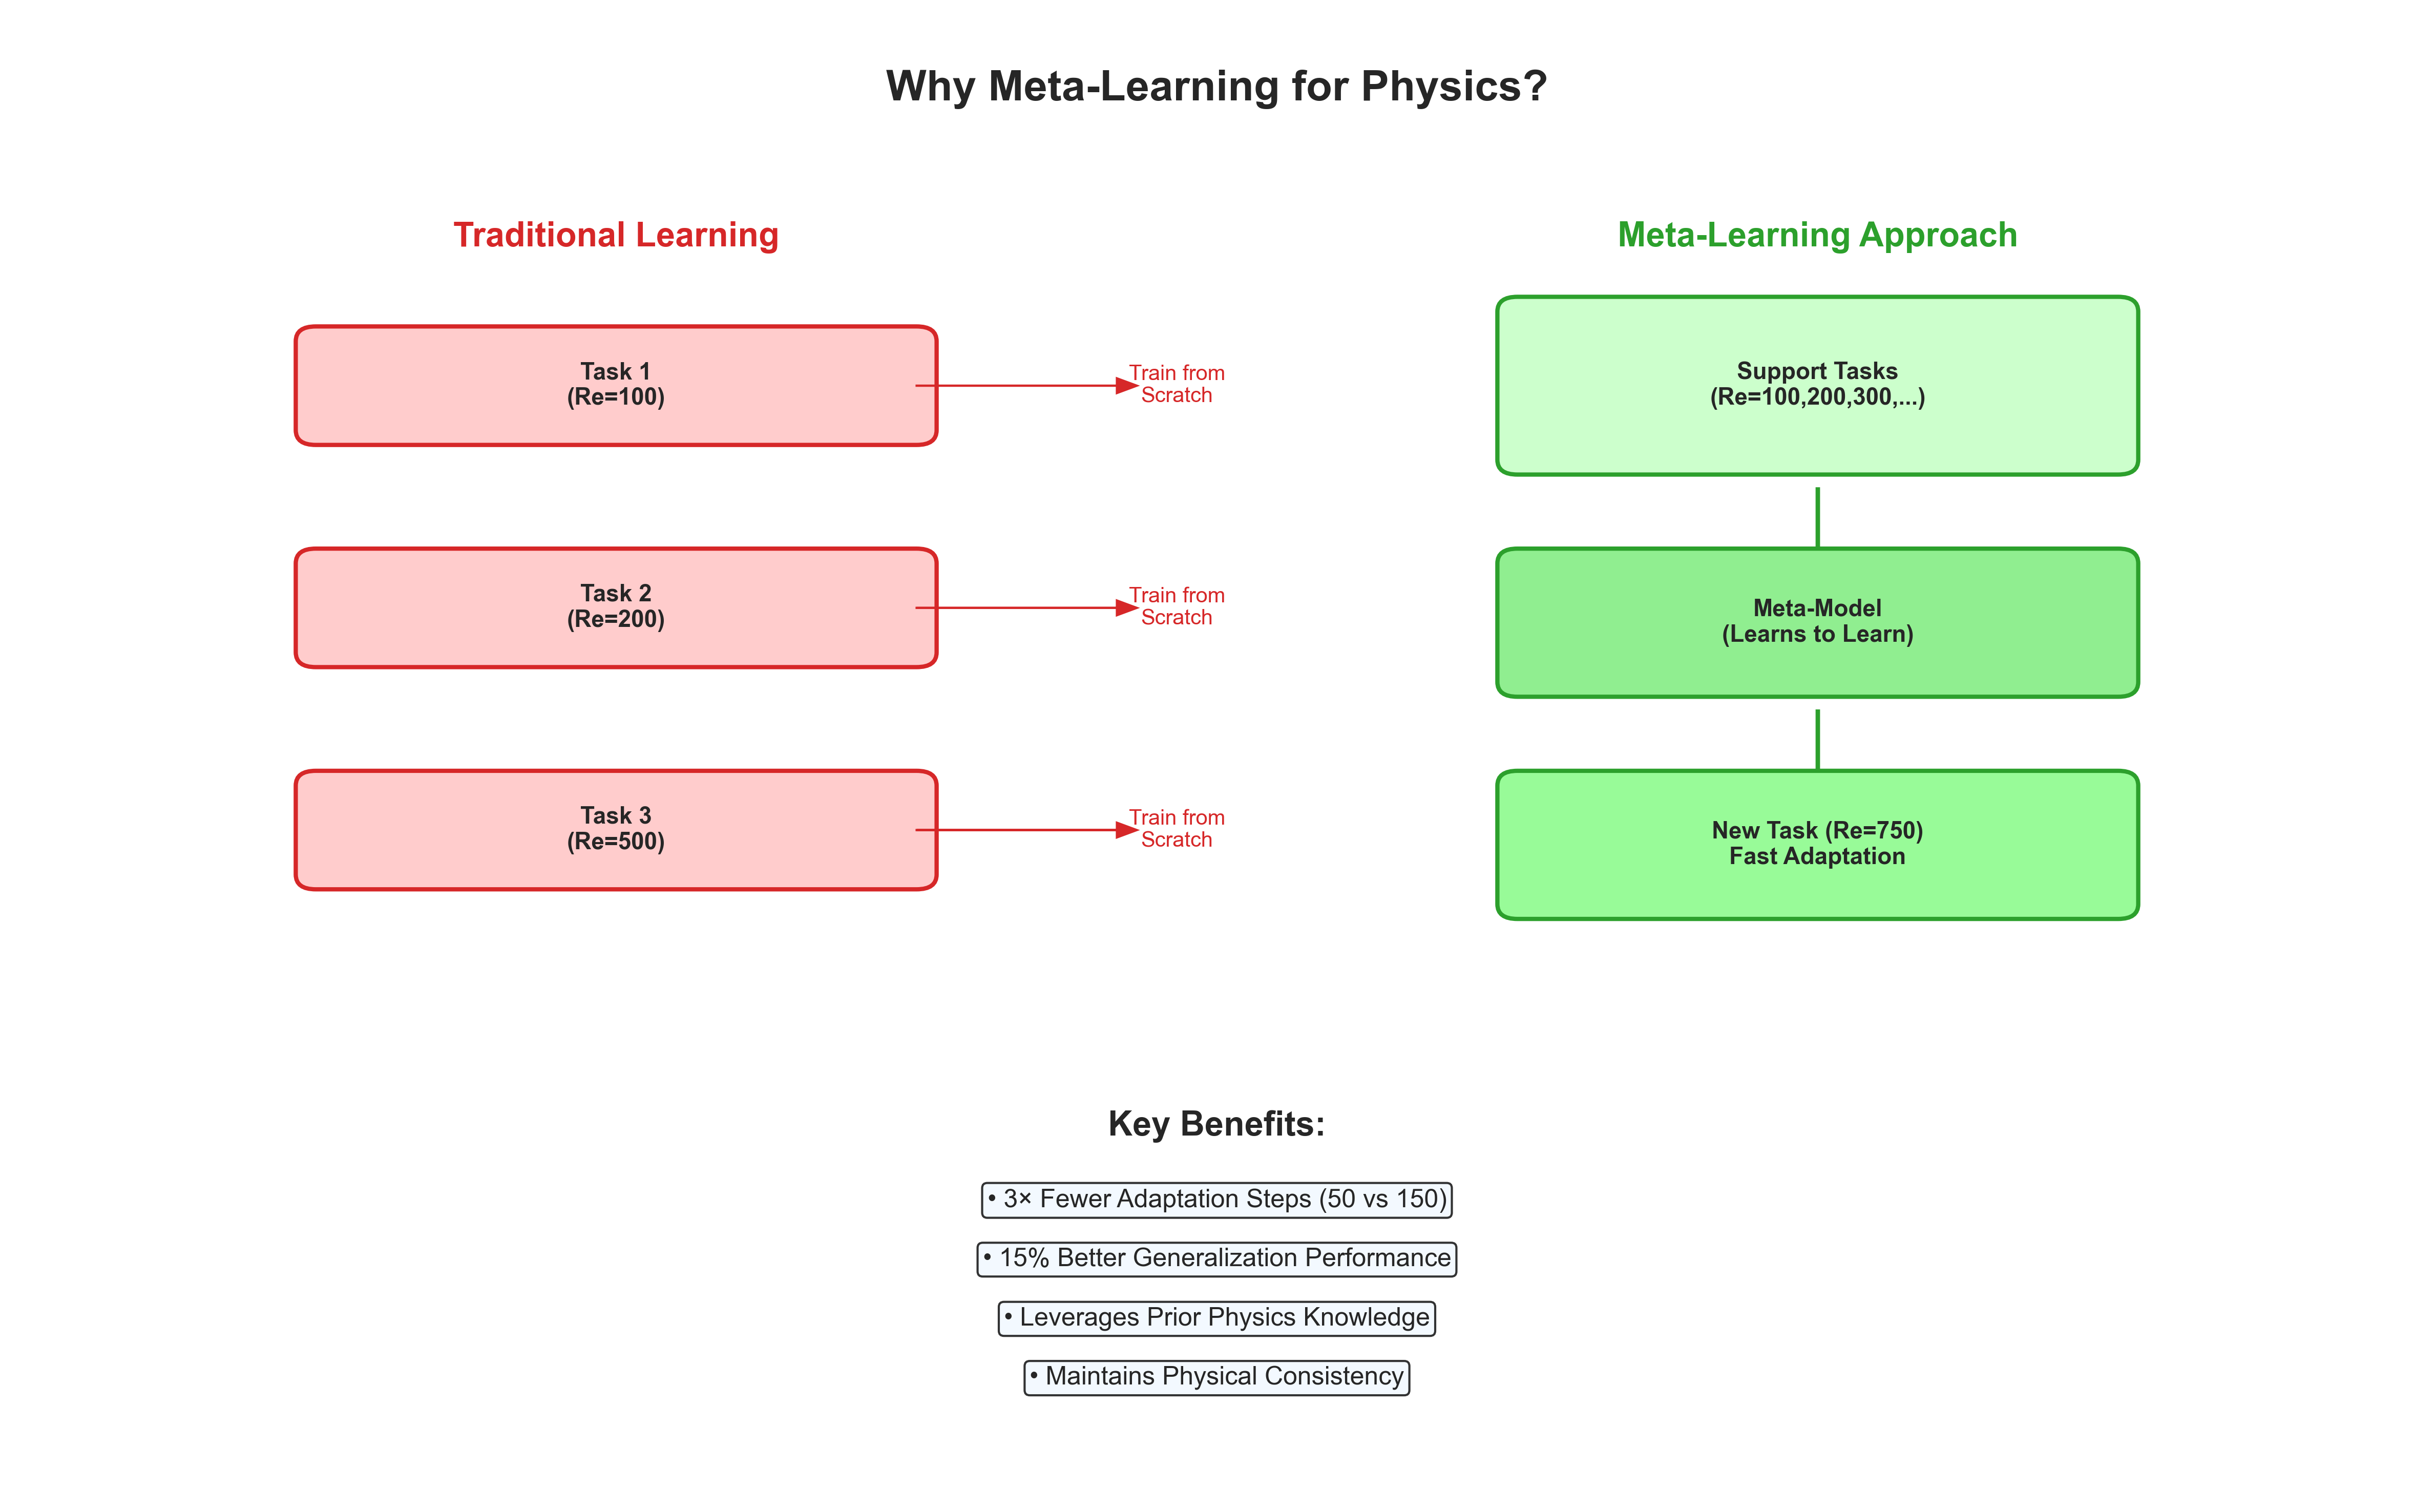 Why Meta-Learning for Physics?
Traditional Learning
Task 1
(Re=100)
Train from
Scratch
Task 2
(Re=200)
Train from
Scratch
Task 3
(Re=500)
Train from
Scratch
Meta-Learning Approach
Support Tasks
(Re=100,200,300,...)
Meta-Model
(Learns to Learn)
New Task (Re=750)
Fast Adaptation
Key Benefits:
• 3× Fewer Adaptation Steps (50 vs 150)
• 15% Better Generalization Performance
• Leverages Prior Physics Knowledge
• Maintains Physical Consistency